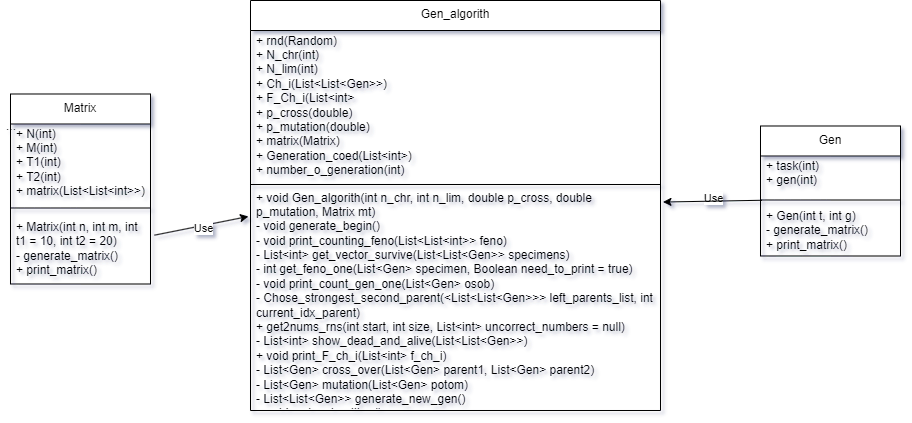 Gen_algorith
+ rnd(Random)
+ N_chr(int)
+ N_lim(int)
+ Ch_i(List<List<Gen>>)
+ F_Ch_i(List<int>
+ p_cross(double)
+ p_mutation(double)
+ matrix(Matrix)
+ Generation_coed(List<int>)
+ number_o_generation(int)
+ void Gen_algorith(int n_chr, int n_lim, double p_cross, double
p_mutation, Matrix mt)
- void generate_begin()
- void print_counting_feno(List<List<int>> feno)
- List<int> get_vector_survive(List<List<Gen>> specimens)
- int get_feno_one(List<Gen> specimen, Boolean need_to_print = true)
- void print_count_gen_one(List<Gen> osob)
- Chose_strongest_second_parent(<List<List<Gen>>> left_parents_list, int
current_idx_parent)
+ get2nums_rns(int start, int size, List<int> uncorrect_numbers = null)
- List<int> show_dead_and_alive(List<List<Gen>>)
+ void print_F_ch_i(List<int> f_ch_i)
- List<Gen> cross_over(List<Gen> parent1, List<Gen> parent2)
- List<Gen> mutation(List<Gen> potom)
- List<List<Gen>> generate_new_gen()
Matrix
+ N(int)
+ M(int)
+ T1(int)
+ T2(int)
+ matrix(List<List<int>>)
+ Matrix(int n, int m, int
t1 = 10, int t2 = 20)
- generate_matrix()
+ print_matrix()
Use
Gen
+ task(int)
+ gen(int)
+ Gen(int t, int g)
- generate_matrix()
+ print_matrix()
Use